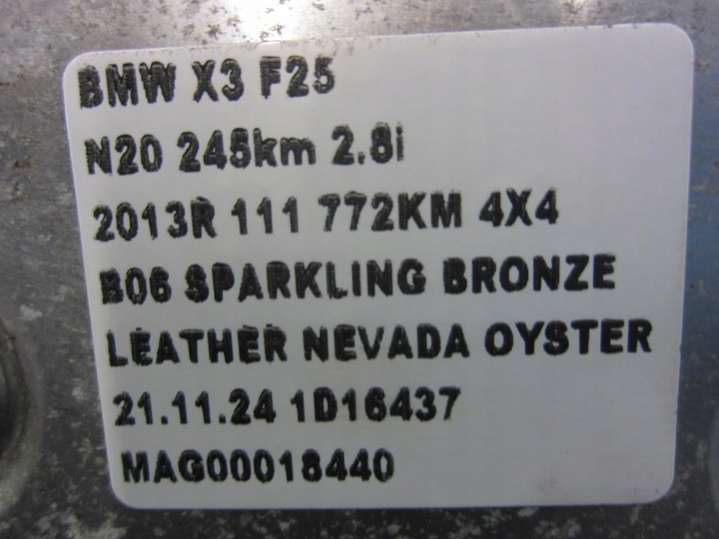 BMW X3 F25
N20 245km 2.8i
2013R 111 772KM 4X4
B06 SPARKLING BRONZE
LEATHER NEVADA OYSTER
21.11.24 1D16437
MAG00018440